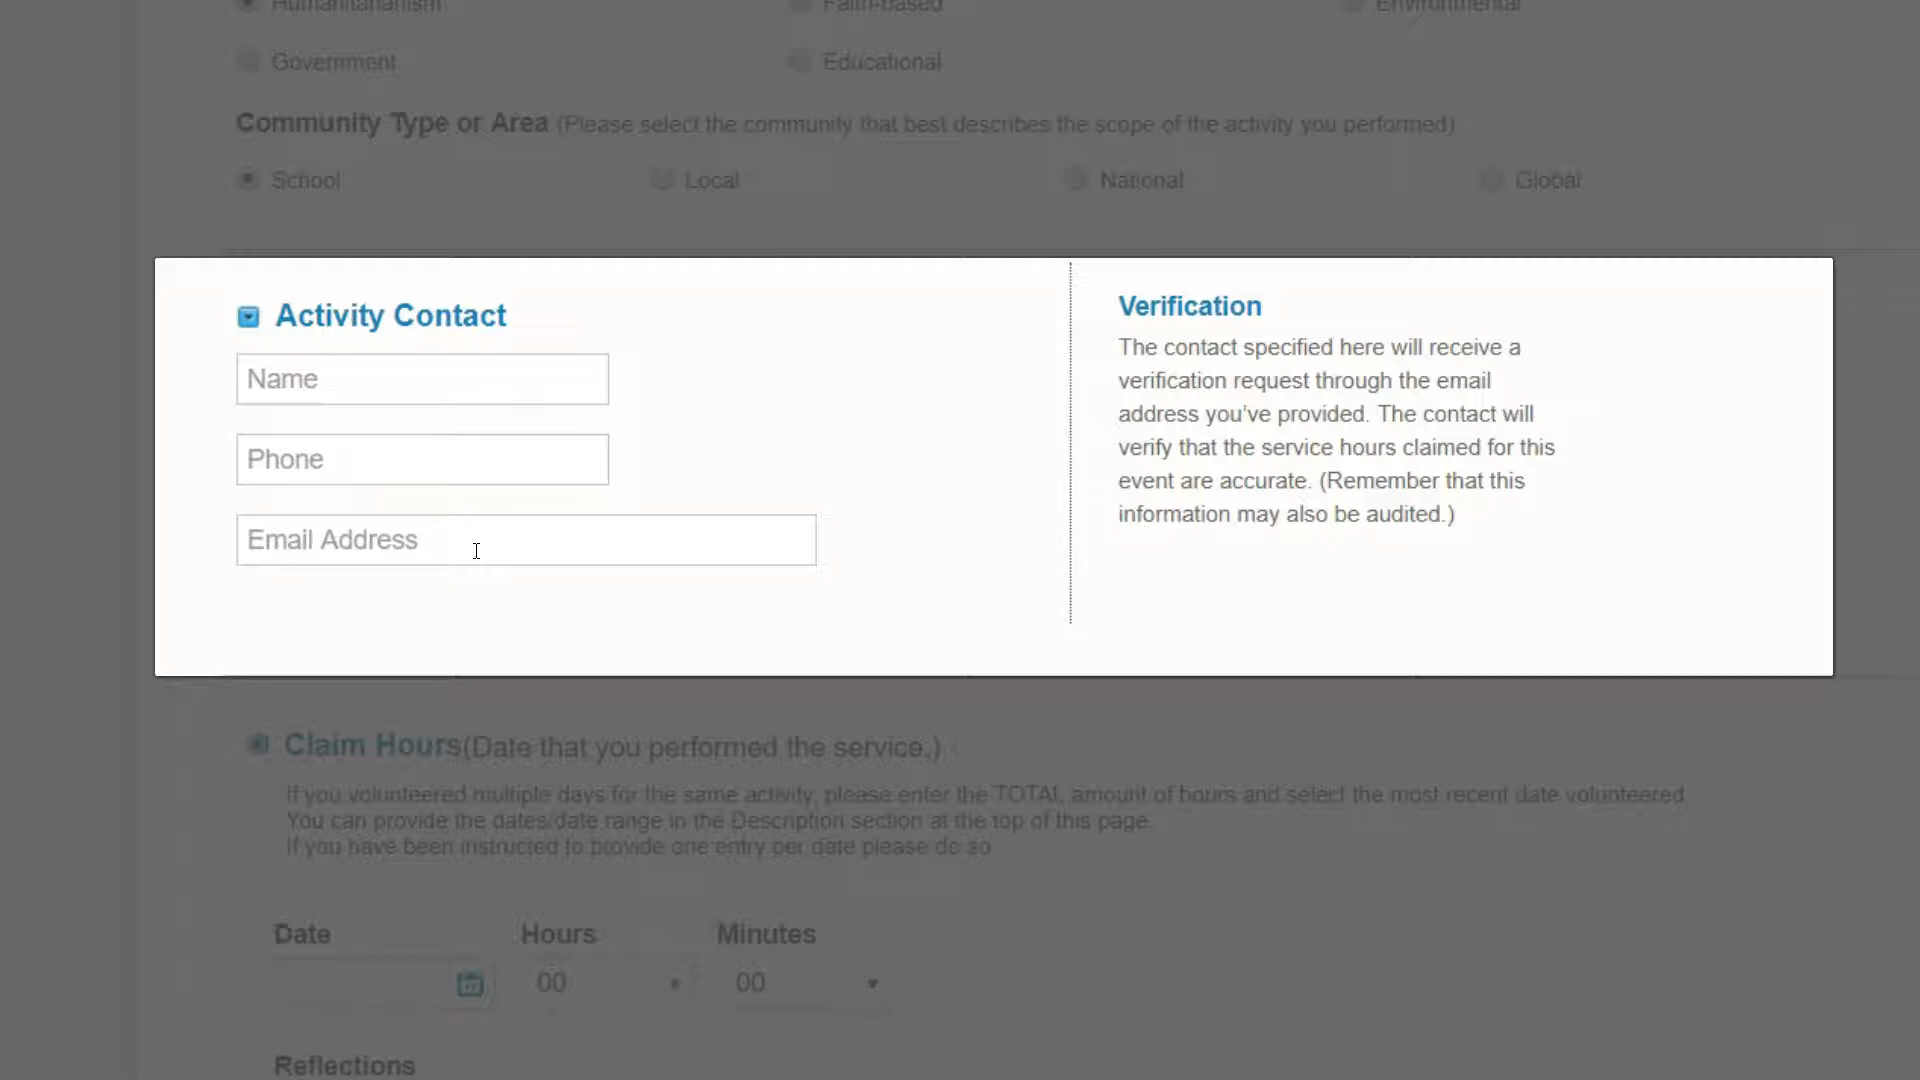 Humanitarianism Faith-based Environmental
Government Educational
Community Type or Area (Please select the community that best describes the scope of the activity you performed)
School Local National Global
Activity Contact
Name
Phone
Email Address
Verification
The contact specified here will receive a
verification request through the email
address you've provided. The contact will
verify that the service hours claimed for this
event are accurate. (Remember that this
information may also be audited.)
Claim Hours(Date that you performed the service.)
If you volunteered multiple days for the same activity, please enter the TOTAL amount of hours and select the most recent date volunteered.
You can provide the dates/date range in the Description section at the top of this page.
If you have been instructed to provide one entry per date please do so
Date Hours Minutes
00 00
Reflections